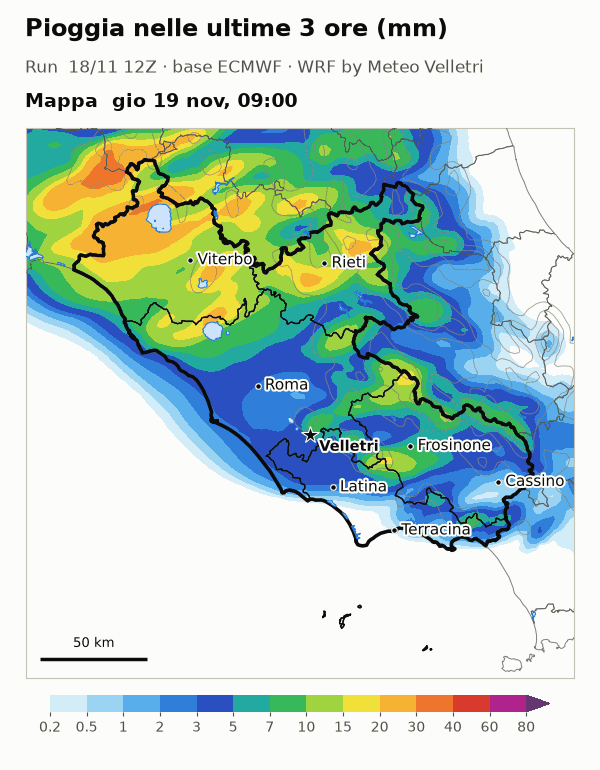 Pioggia nelle ultime 3 ore (mm)
Run  18/11 12Z · base ECMWF · WRF by Meteo Velletri
Mappa  gio 19 nov, 09:00
Viterbo
Rieti
Roma
Velletri
Frosinone
Cassino
Latina
Terracina
50 km
0.2 0.5 1 2 3 5 7 10 15 20 30 40 60 80